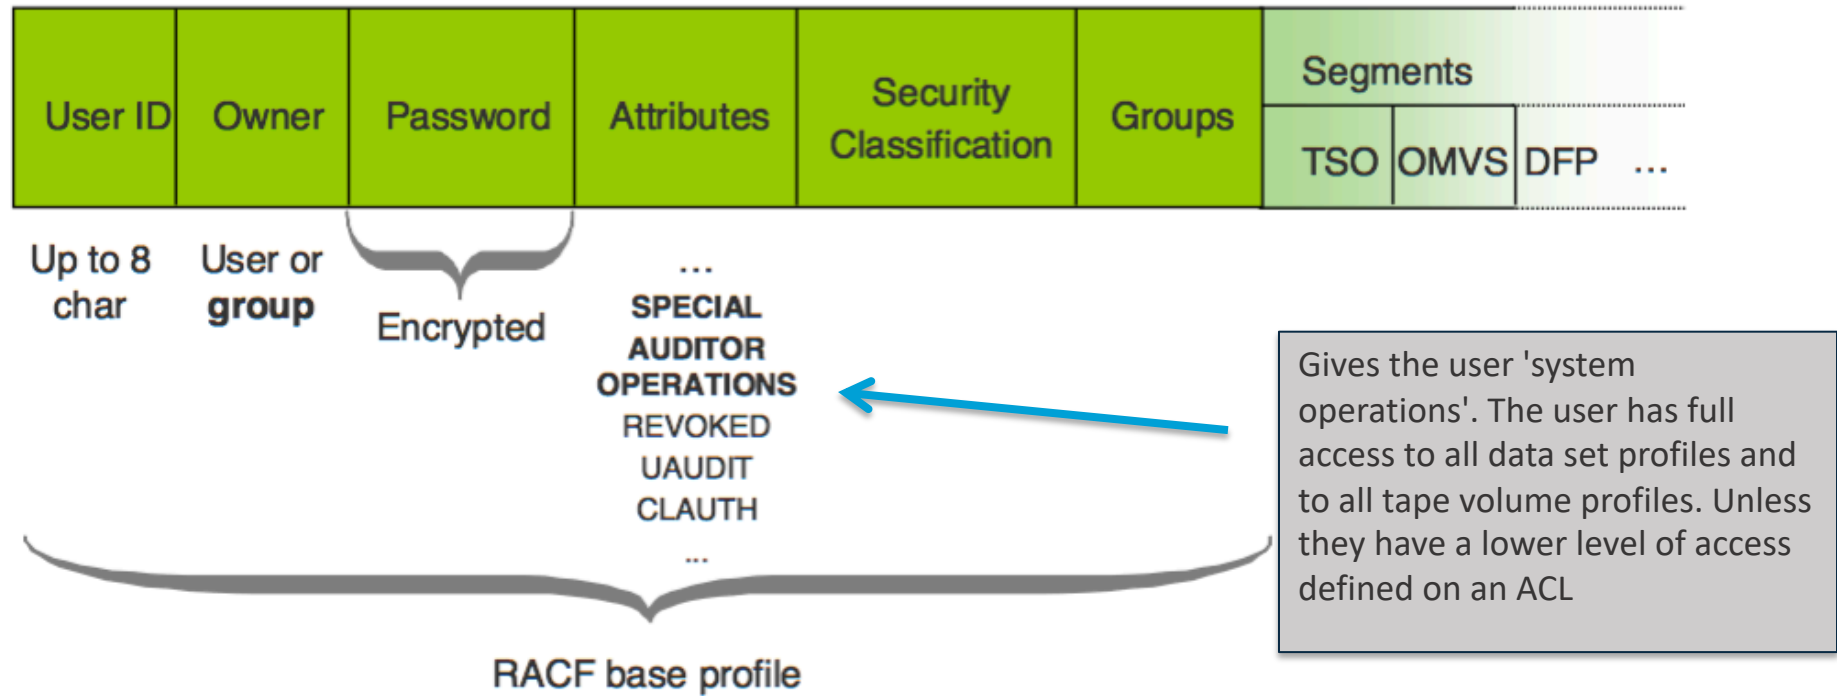 User ID
Owner
Password
Attributes
Security
Classification
Groups
Segments
TSO
OMVS
DFP
...
Up to 8
char
User or
group
Encrypted
...
SPECIAL
AUDITOR
OPERATIONS
REVOKED
UAUDIT
CLAUTH
...
Gives the user 'system
operations'. The user has full
access to all data set profiles and
to all tape volume profiles. Unless
they have a lower level of access
defined on an ACL
RACF base profile